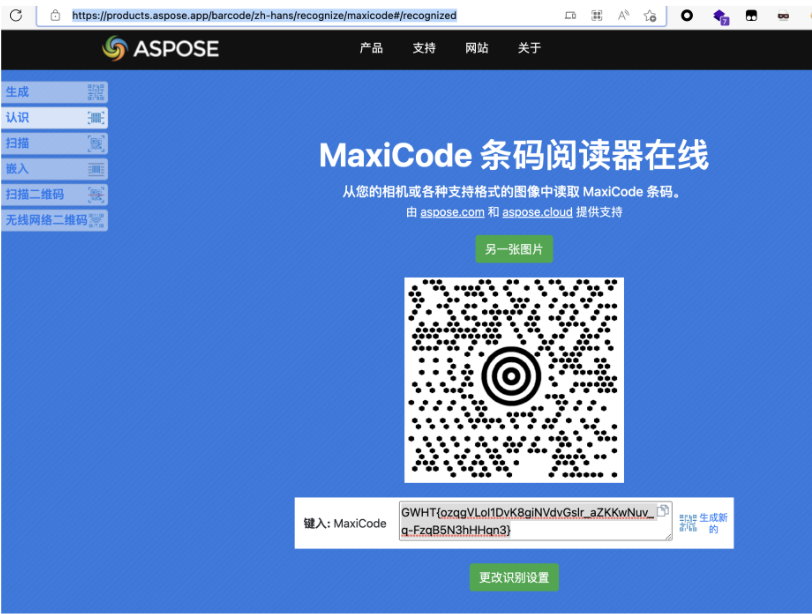 https://products.aspose.app/barcode/zh-hans/recognize/maxicode#/recognized
7
ASPOSE
产品 支持 网站 关于
生成
认识
扫描
嵌入
扫描二维码
无线网络二维码
MaxiCode 条码阅读器在线
从您的相机或各种支持格式的图像中读取 MaxiCode 条码。
由 aspose.com 和 aspose.cloud 提供支持
另一张图片
键入: MaxiCode
GWHT{ozqgVLoI1DvK8giNVdvGslr_aZKKwNuv_
q-FzqB5N3hHHqn3}
生成新
的
更改识别设置